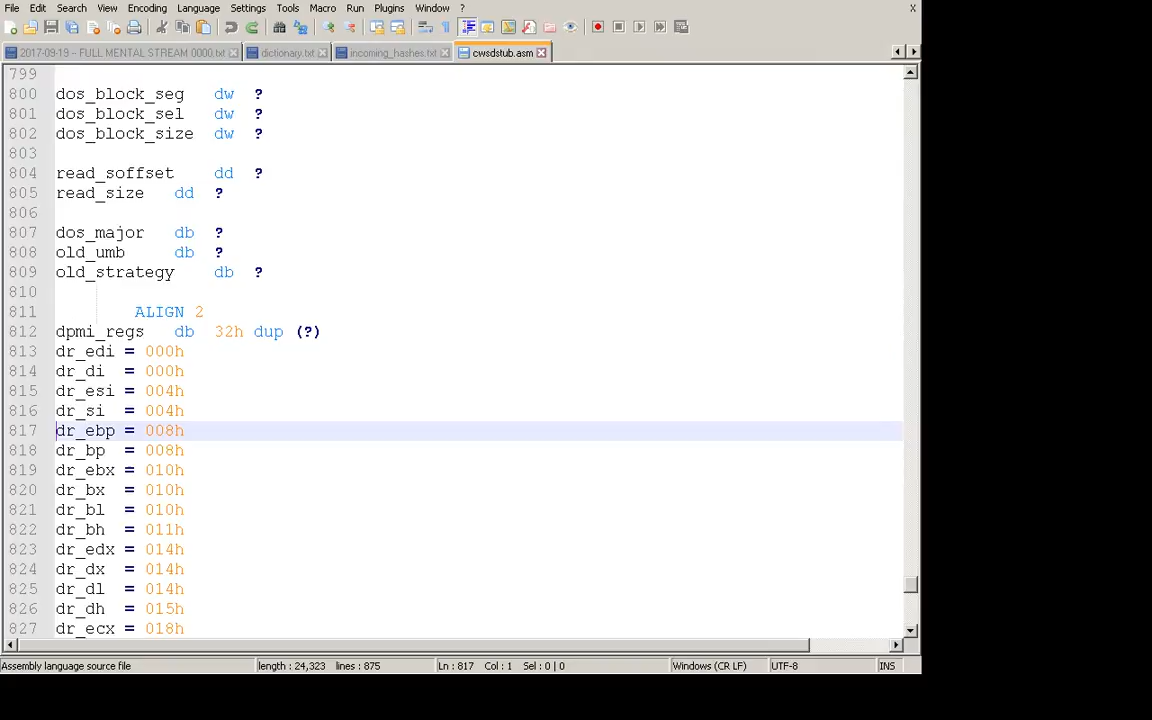 File Edit Search View Encoding Language Settings Tools Macro Run Plugins Window ? X
2017-09-19 – FULL MENTAL STREAM 0000.txt dictionary.txt incoming_hashes.txt cwsdstub.asm
799
800 dos_block_seg dw ?
801 dos_block_sel dw ?
802 dos_block_size dw ?
803
804 read_soffset dd ?
805 read_size dd ?
806
807 dos_major db ?
808 old_umb db ?
809 old_strategy db ?
810
811 ALIGN 2
812 dpmi_regs db 32h dup (?)
813 dr_edi = 000h
814 dr_di = 000h
815 dr_esi = 004h
816 dr_si = 004h
817 dr_ebp = 008h
818 dr_bp = 008h
819 dr_ebx = 010h
820 dr_bx = 010h
821 dr_bl = 010h
822 dr_bh = 011h
823 dr_edx = 014h
824 dr_dx = 014h
825 dr_dl = 014h
826 dr_dh = 015h
827 dr_ecx = 018h
Assembly language source file length : 24,323 lines : 875 Ln : 817 Col : 1 Sel : 0 | 0 Windows (CR LF) UTF-8 INS